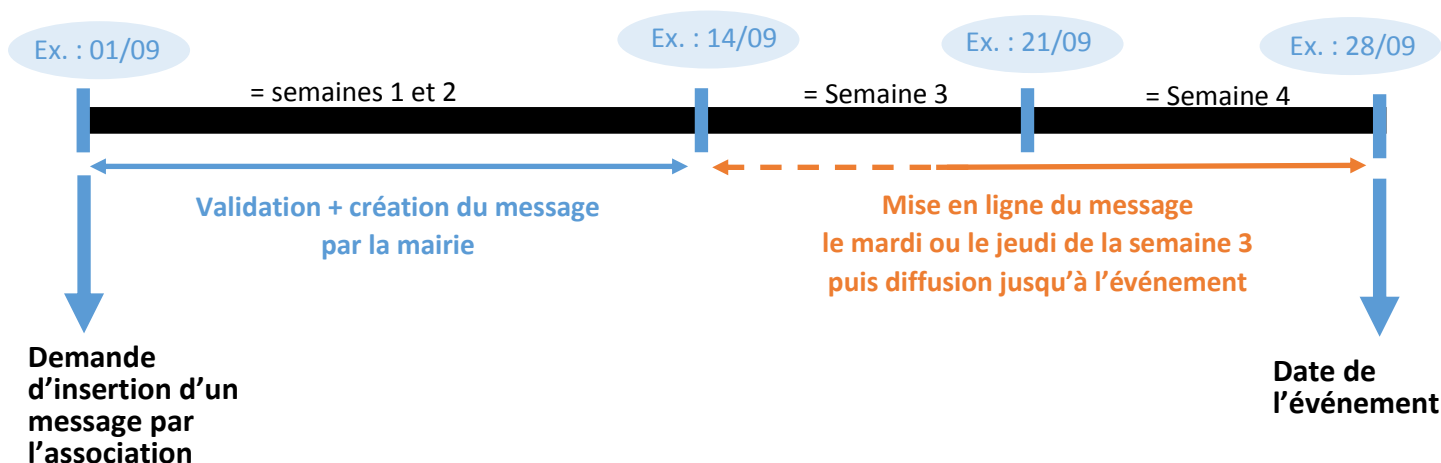 Ex. : 01/09
Ex. : 14/09
Ex. : 21/09
Ex. : 28/09
= semaines 1 et 2
= Semaine 3
= Semaine 4
Validation + création du message
par la mairie
Mise en ligne du message
le mardi ou le jeudi de la semaine 3
puis diffusion jusqu’à l’événement
Demande
d’insertion d’un
message par
l’association
Date de
l’événement